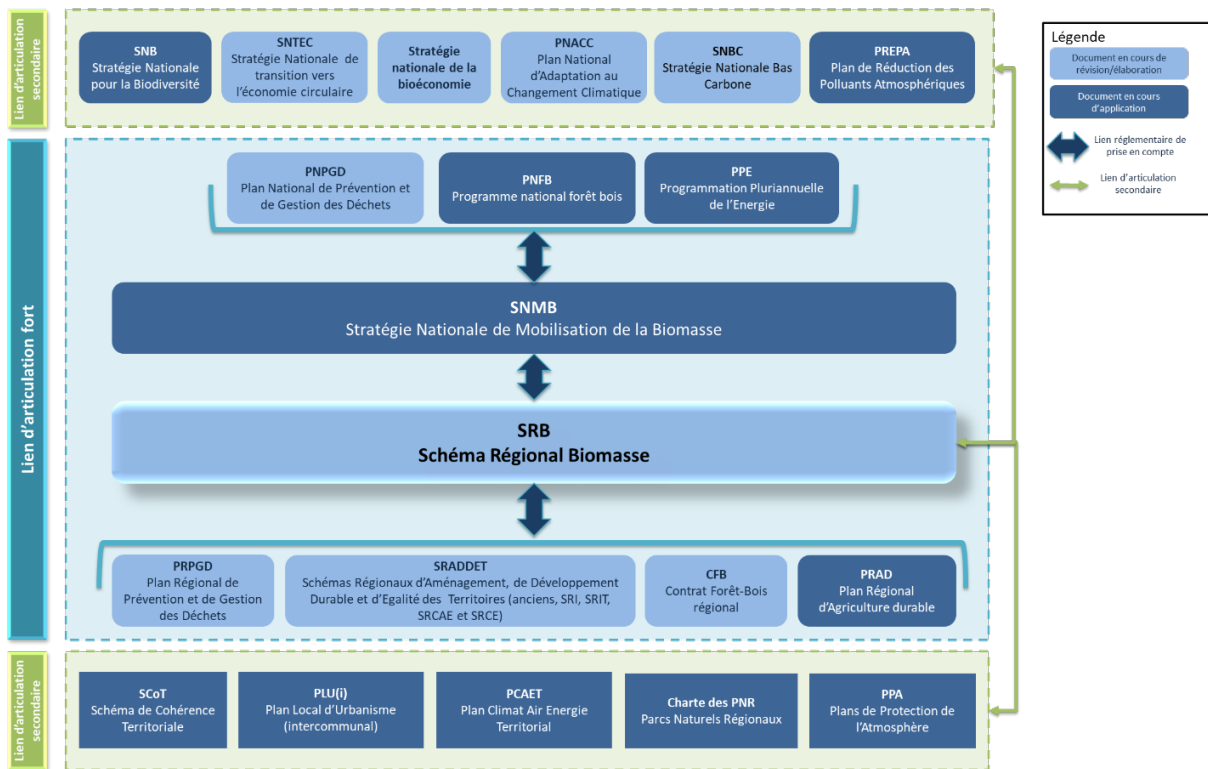 Lien d'articulation
secondaire
SNB
Stratégie Nationale
pour la Biodiversité
SNTEC
Stratégie Nationale de
transition vers
l'économie circulaire
Stratégie
nationale de la
bioéconomie
PNACC
Plan National
d'Adaptation au
Changement Climatique
SNBC
Stratégie Nationale Bas
Carbone
PREPA
Plan de Réduction des
Polluants Atmosphériques
Légende
Document en cours de
révision/élaboration
Document en cours
d'application
Lien réglementaire de
prise en compte
Lien d'articulation
secondaire
Lien d'articulation fort
PNPGD
Plan National de Prévention et
de Gestion des Déchets
PNFB
Programme national forêt bois
PPE
Programmation Pluriannuelle
de l'Energie
SNMB
Stratégie Nationale de Mobilisation de la Biomasse
SRB
Schéma Régional Biomasse
PRPGD
Plan Régional de
Prévention et de Gestion
des Déchets
SRADDET
Schémas Régionaux d'Aménagement, de Développement
Durable et d'Egalité des Territoires (anciens, SRI, SRIT,
SRCAE et SRCE)
CFB
Contrat Forêt-Bois
régional
PRAD
Plan Régional
d'Agriculture durable
Lien d'articulation
secondaire
SCoT
Schéma de Cohérence
Territoriale
PLU(i)
Plan Local d'Urbanisme
(intercommunal)
PCAET
Plan Climat Air Energie
Territorial
Charte des PNR
Parcs Naturels Régionaux
PPA
Plans de Protection de
l'Atmosphère